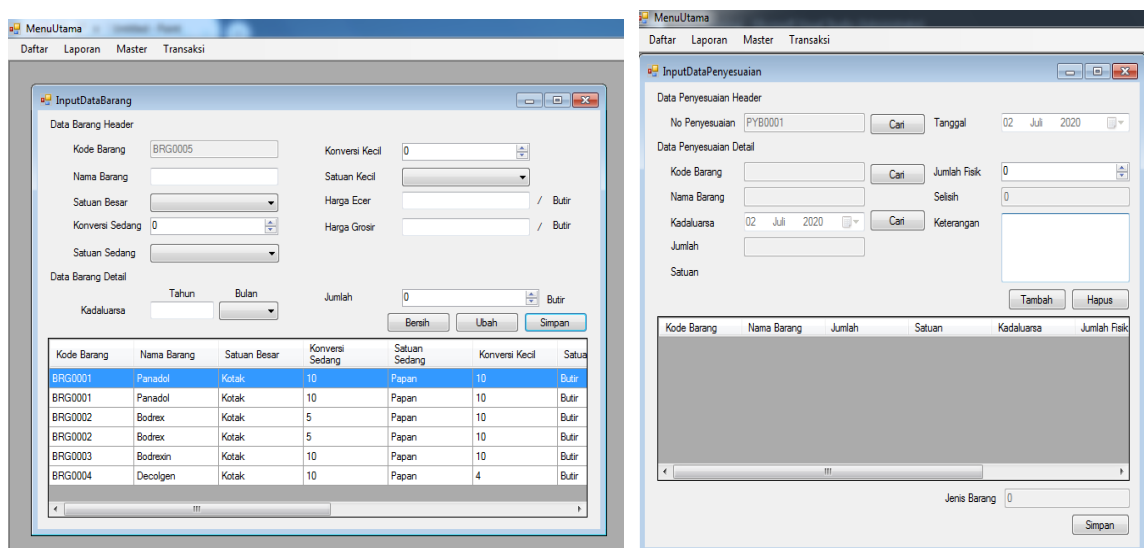 MenuUtama
Daftar Laporan Master Transaksi
InputDataBarang
Data Barang Header
Kode Barang BRG0005 Konversi Kecil 0
Nama Barang Satuan Kecil
Satuan Besar Harga Ecer / Butir
Konversi Sedang 0 Harga Grosir / Butir
Satuan Sedang
Data Barang Detail
Tahun Bulan
Kadaluarsa Jumlah 0 Butir
Bersih Ubah Simpan
Kode Barang Nama Barang Satuan Besar Konversi Sedang Satuan Sedang Konversi Kecil Satua
BRG0001 Panadol Kotak 10 Papan 10 Butir
BRG0001 Panadol Kotak 10 Papan 10 Butir
BRG0002 Bodrex Kotak 5 Papan 10 Butir
BRG0002 Bodrex Kotak 5 Papan 10 Butir
BRG0003 Bodrexin Kotak 10 Papan 10 Butir
BRG0004 Decolgen Kotak 10 Papan 4 Butir
MenuUtama
Daftar Laporan Master Transaksi
InputDataPenyesuaian
Data Penyesuaian Header
No Penyesuaian PYB0001 Cari Tanggal 02 Juli 2020
Data Penyesuaian Detail
Kode Barang Cari Jumlah Fisik 0
Nama Barang Selisih 0
Kadaluarsa 02 Juli 2020 Cari Keterangan
Jumlah
Satuan
Tambah Hapus
Kode Barang Nama Barang Jumlah Satuan Kadaluarsa Jumlah Fisik
Jenis Barang 0
Simpan